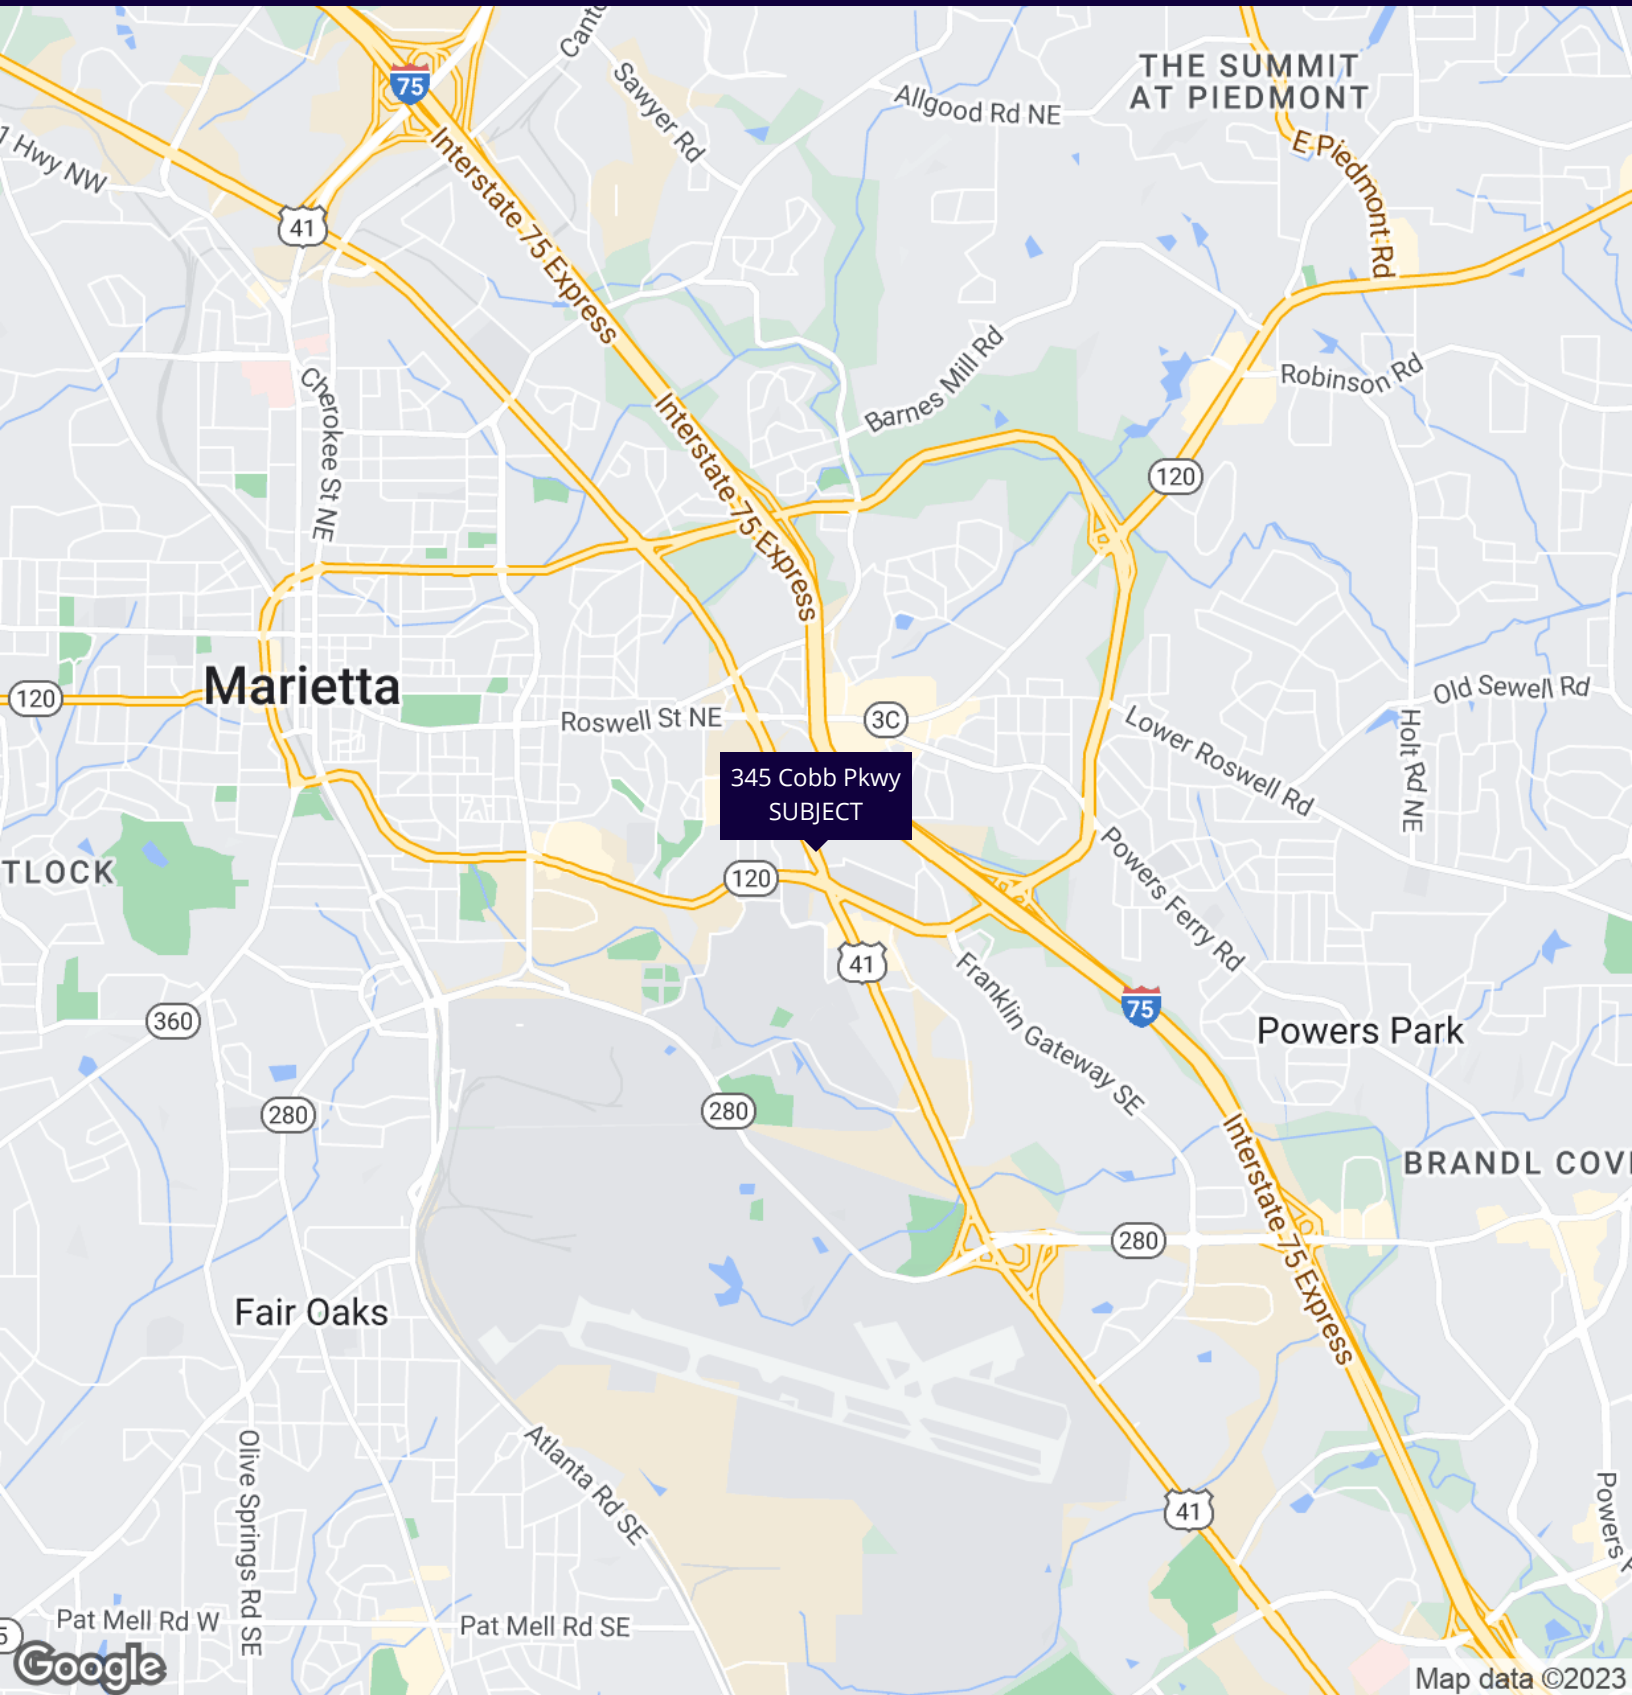 Canto
75
Sawyer Rd
Allgood Rd NE
THE SUMMIT
AT PIEDMONT
E Piedmont Rd
1 Hwy NW
41
Interstate 75 Express
Barnes Mill Rd
Robinson Rd
Cherokee St NE
Interstate 75 Express
120
Marietta
120
Roswell St NE
3C
Old Sewell Rd
Lower Roswell Rd
Holt Rd NE
345 Cobb Pkwy
SUBJECT
TLOCK
120
Powers Ferry Rd
41
Franklin Gateway SE
75
360
Powers Park
280
280
Interstate 75 Express
BRANDL COV
280
Fair Oaks
Olive Springs Rd SE
Atlanta Rd SE
41
Powers F
Pat Mell Rd W
Pat Mell Rd SE
5
Google
Map data ©2023